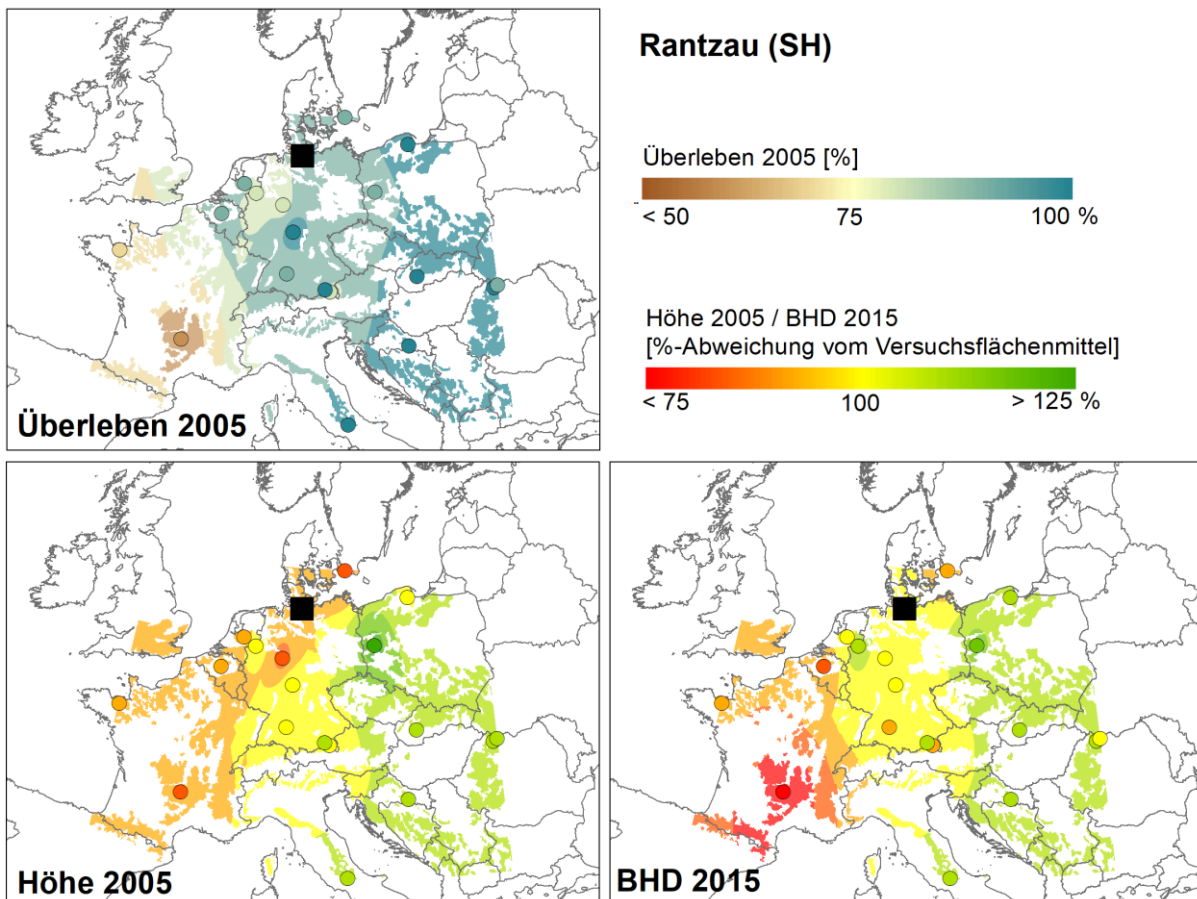 Rantzau (SH)
Überleben 2005 [%]
< 50 75 100 %
Höhe 2005 / BHD 2015
[%-Abweichung vom Versuchsflächenmittel]
< 75 100 > 125 %
Überleben 2005
Höhe 2005
BHD 2015